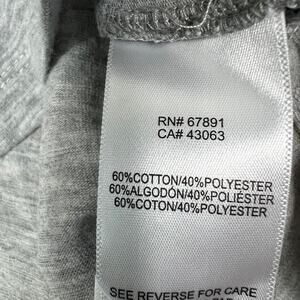 RN# 67891
CA# 43063
60%COTTON/40%POLYESTER
60%ALGODÓN/40%POLIÉSTER
60%COTON/40%POLYESTER
SEE REVERSE FOR CARE